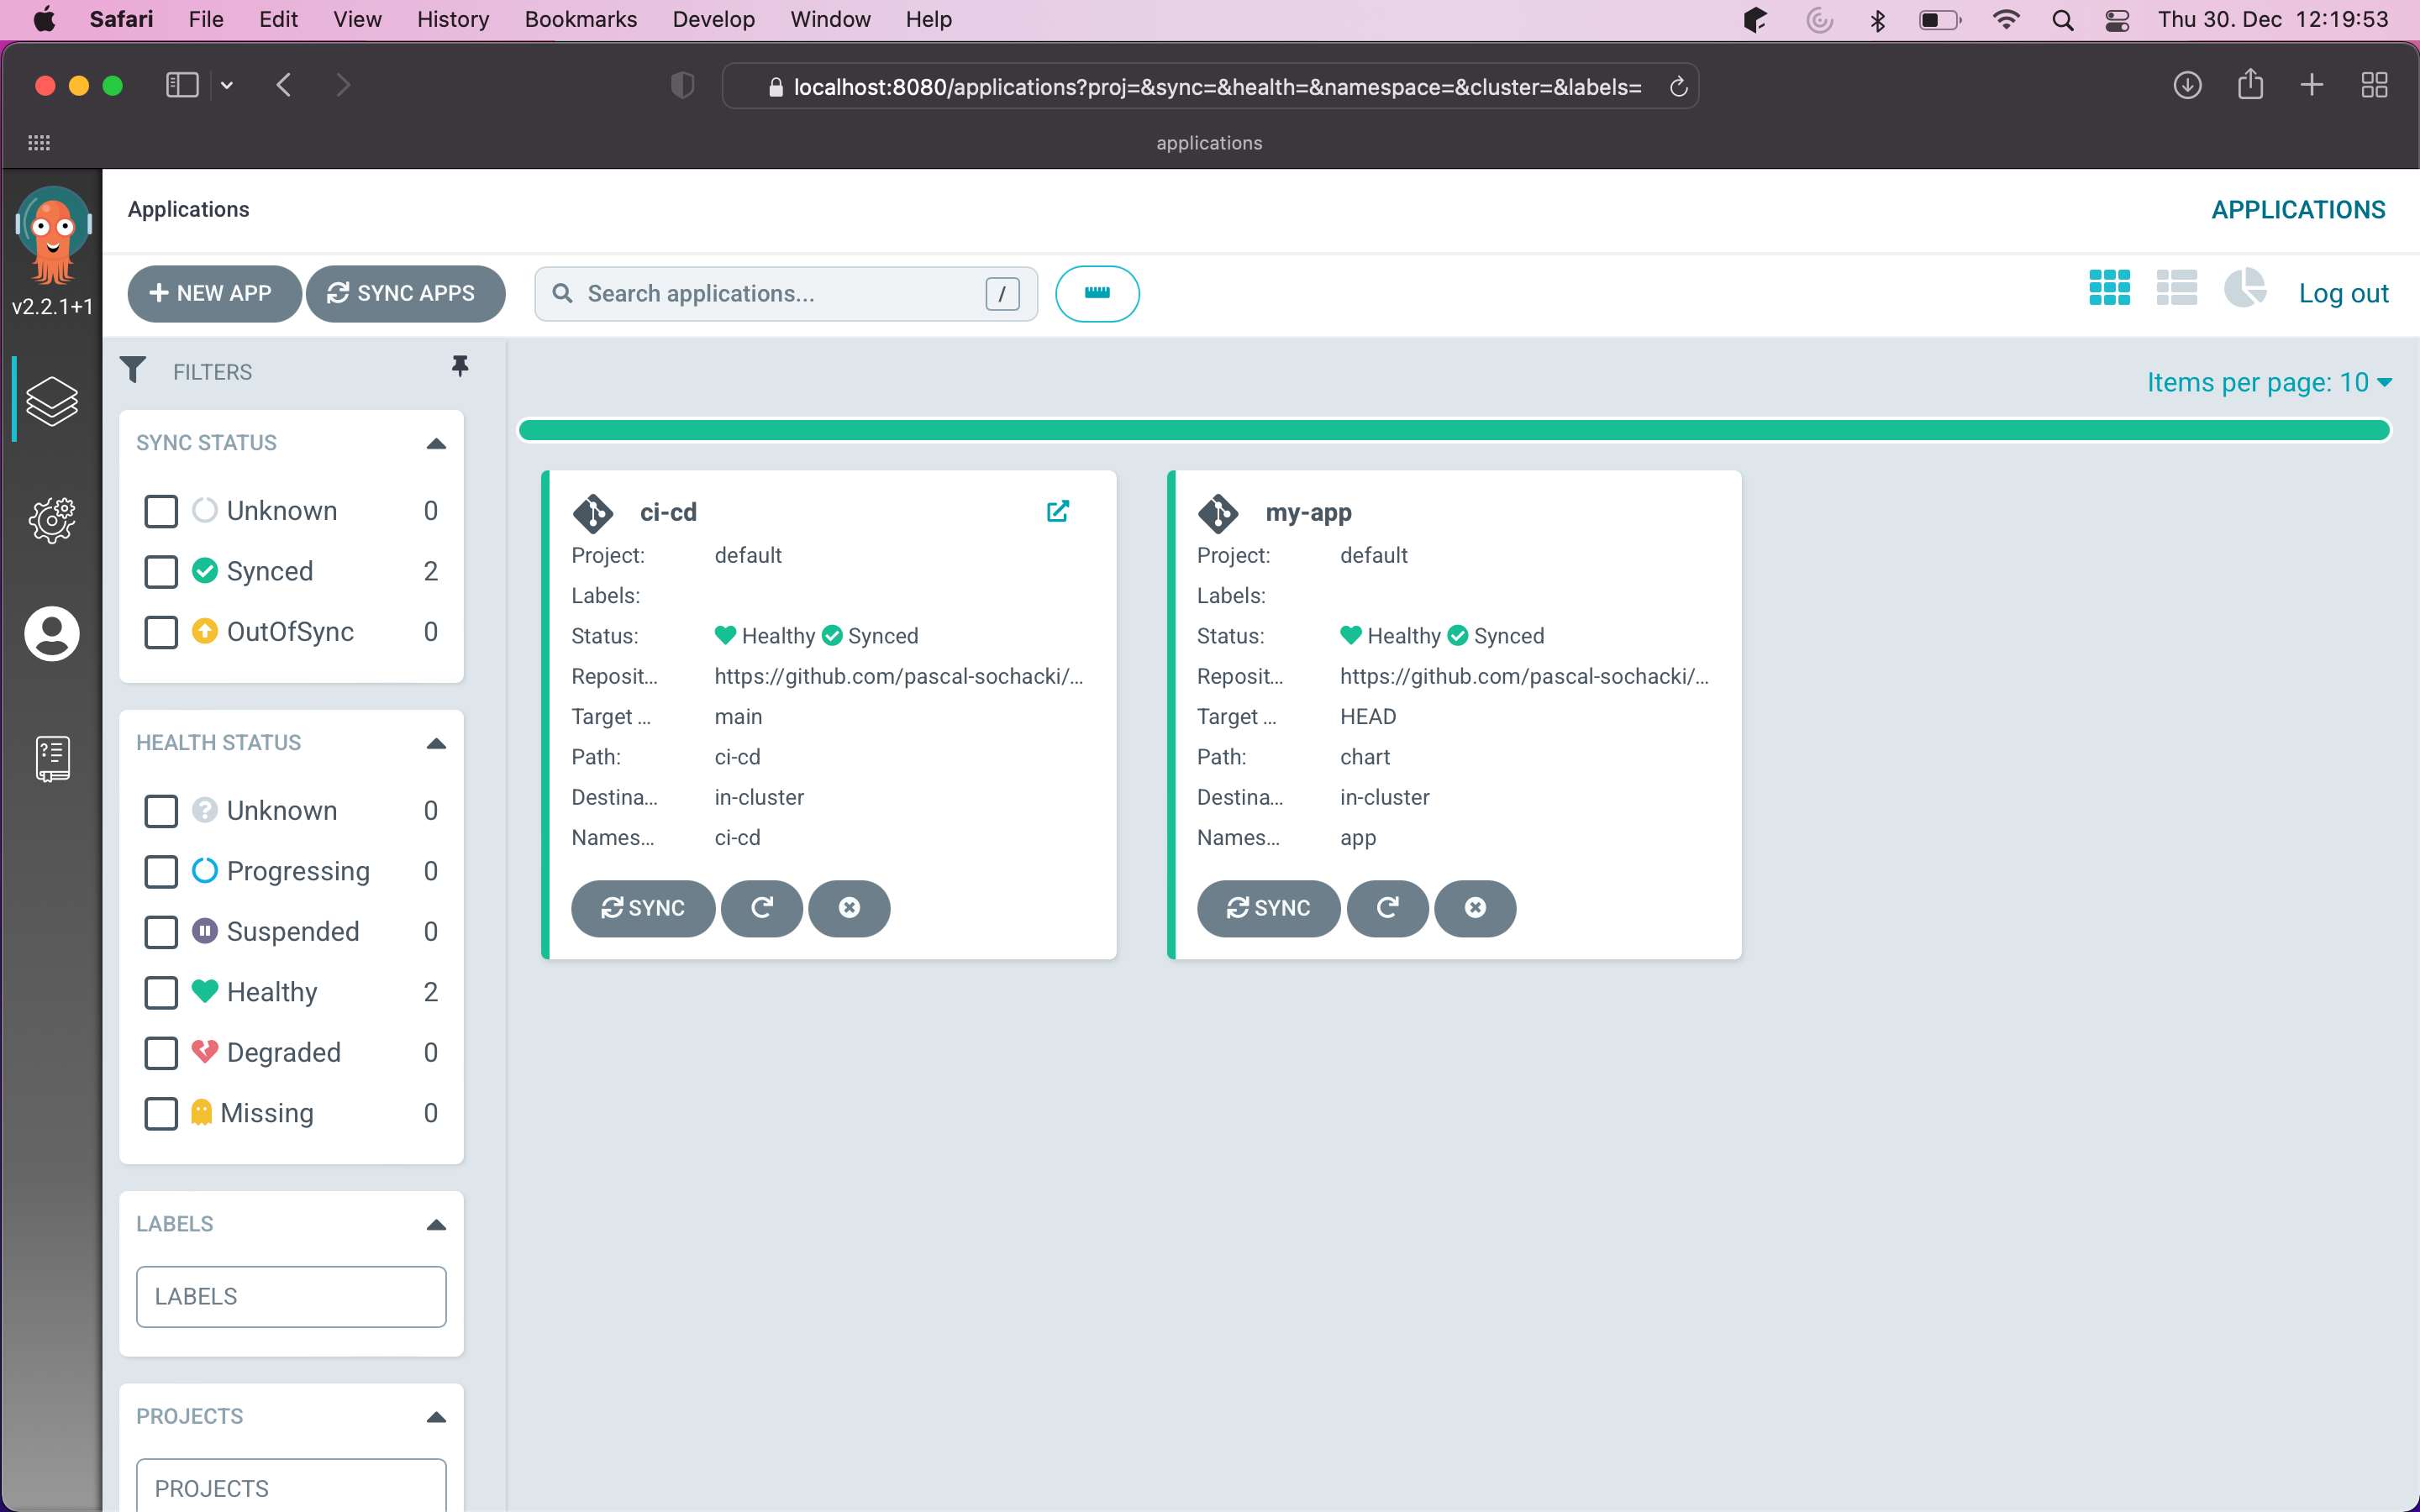 Safari File Edit View History Bookmarks Develop Window Help Thu 30. Dec 12:19:53
localhost:8080/applications?proj=&sync=&health=&namespace=&cluster=&labels=
applications
Applications
APPLICATIONS
v2.2.1+1
NEW APP
SYNC APPS
Search applications...
/
Log out
FILTERS
Items per page: 10
SYNC STATUS
Unknown 0
Synced 2
OutOfSync 0
HEALTH STATUS
Unknown 0
Progressing 0
Suspended 0
Healthy 2
Degraded 0
Missing 0
LABELS
LABELS
PROJECTS
PROJECTS
ci-cd
Project: default
Labels:
Status: Healthy Synced
Reposit... https://github.com/pascal-sochacki/...
Target ... main
Path: ci-cd
Destina... in-cluster
Names... ci-cd
SYNC
my-app
Project: default
Labels:
Status: Healthy Synced
Reposit... https://github.com/pascal-sochacki/...
Target ... HEAD
Path: chart
Destina... in-cluster
Names... app
SYNC